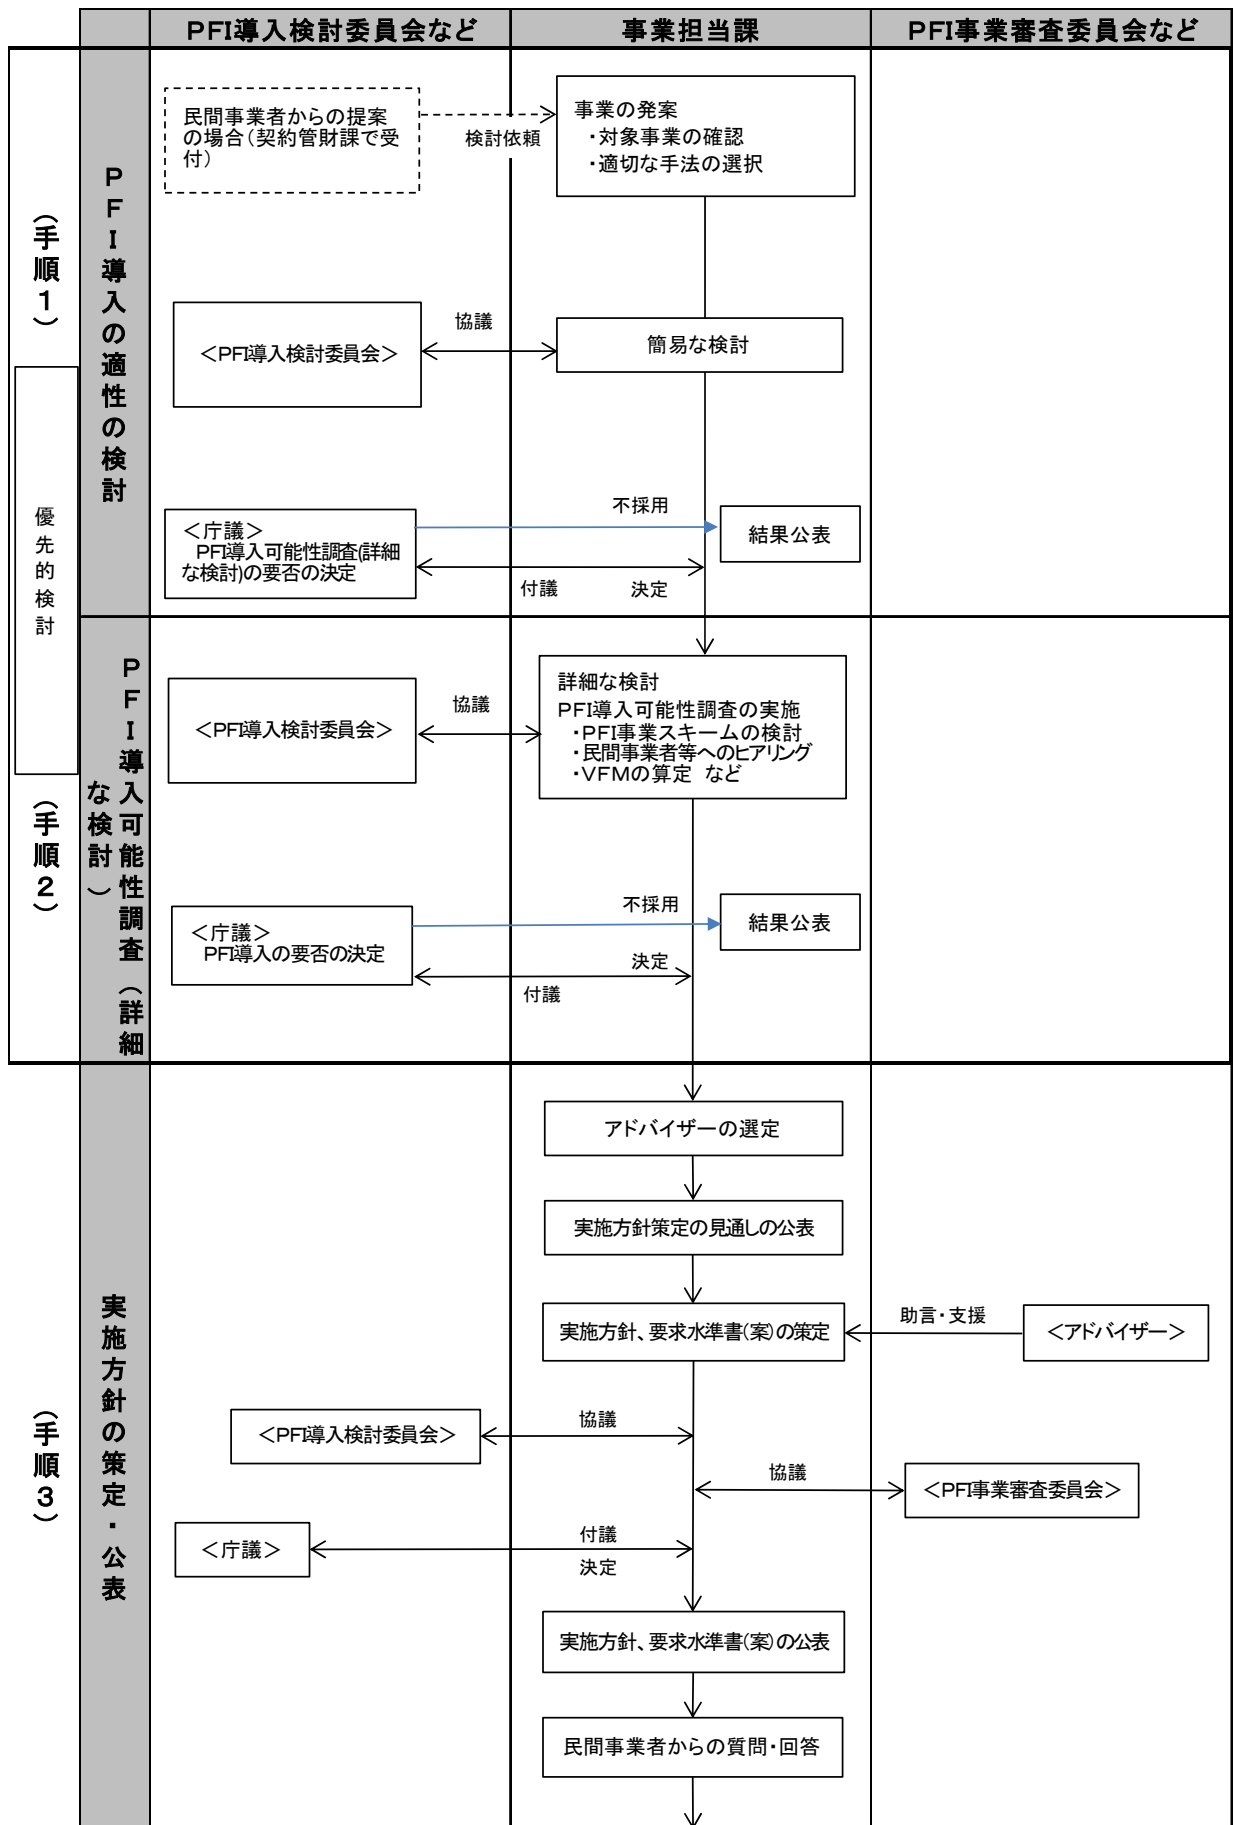 PFI導入検討委員会など
事業担当課
PFI事業審査委員会など
(手順1)
優先的検討
(手順2)
(手順3)
PFI導入の適性の検討
民間事業者からの提案
の場合(契約管財課で受
付)
検討依頼
事業の発案
・対象事業の確認
・適切な手法の選択
<PFI導入検討委員会>
協議
簡易な検討
<庁議>
PFI導入可能性調査(詳細
な検討)の要否の決定
不採用
結果公表
付議
決定
PFI導入可能性調査(詳細
な検討)
<PFI導入検討委員会>
協議
詳細な検討
PFI導入可能性調査の実施
・PFI事業スキームの検討
・民間事業者等へのヒアリング
・VFMの算定 など
<庁議>
PFI導入の要否の決定
不採用
結果公表
決定
付議
実施方針の策定・公表
アドバイザーの選定
実施方針策定の見通しの公表
実施方針、要求水準書(案)の策定
助言・支援
<アドバイザー>
<PFI導入検討委員会>
協議
協議
<PFI事業審査委員会>
<庁議>
付議
決定
実施方針、要求水準書(案)の公表
民間事業者からの質問・回答